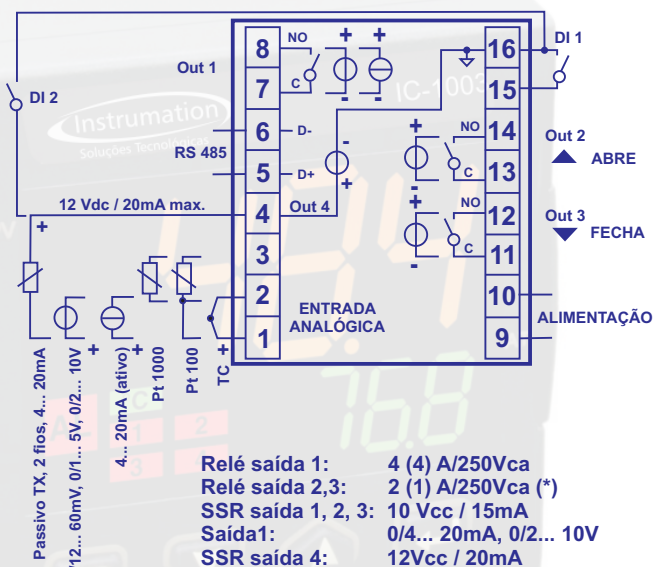 DI 1
DI 2
Out 1
8
NO
7
C
6
D-
RS 485
5
D+
12 Vdc / 20mA max.
4
Out 4
3
2
1
ENTRADA
ANALÓGICA
16
15
14
NO
13
C
Out 2
ABRE
12
NO
11
C
Out 3
FECHA
10
9
ALIMENTAÇÃO
IC-1003
Instrumation
Soluções Tecnológicas
+
-
+
-
-
+
+
-
+
-
+
+
+
+
Passivo TX, 2 fios, 4... 20mA
/12... 60mV, 0/1... 5V, 0/2... 10V
4... 20mA (ativo)
Pt 1000
Pt 100
TC
Relé saída 1: 4 (4) A/250Vca
Relé saída 2,3: 2 (1) A/250Vca (*)
SSR saída 1, 2, 3: 10 Vcc / 15mA
Saída1: 0/4... 20mA, 0/2... 10V
SSR saída 4: 12Vcc / 20mA